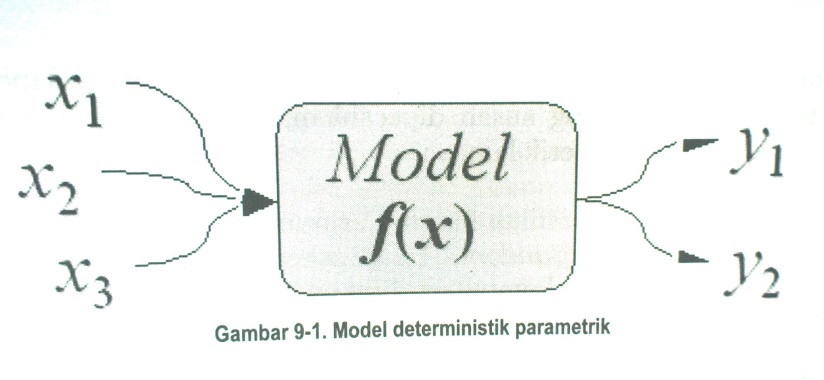 x1
x2
x3
Model
f(x)
y1
y2
Gambar 9-1. Model deterministik parametrik